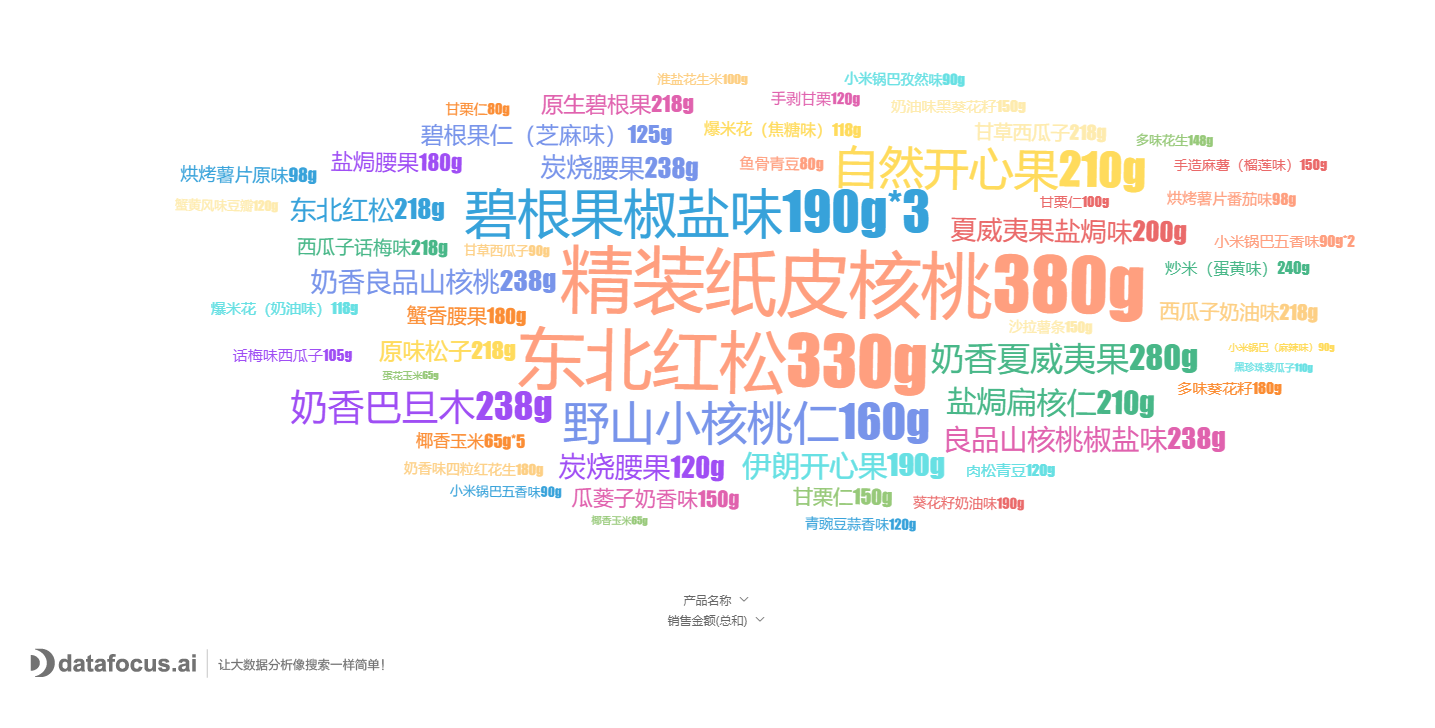 淮盐花生米100g
小米锅巴孜然味90g
甘栗仁80g
原生碧根果218g
手剥甘栗120g
奶油味黑葵花籽150g
碧根果仁（芝麻味）125g
爆米花（焦糖味）118g
甘草西瓜子218g
多味花生148g
烘烤薯片原味98g
盐焗腰果180g
炭烧腰果238g
鱼骨青豆80g
自然开心果210g
手造麻薯（榴莲味）150g
蟹黄风味豆瓣120g
东北红松218g
碧根果椒盐味190g*3
甘栗仁100g
烘烤薯片番茄味98g
西瓜子话梅味218g
甘草西瓜子90g
夏威夷果盐焗味200g
小米锅巴五香味90g*2
奶香良品山核桃238g
精装纸皮核桃380g
炒米（蛋黄味）240g
爆米花（奶油味）118g
蟹香腰果180g
沙拉薯条150g
西瓜子奶油味218g
话梅味西瓜子105g
原味松子218g
东北红松330g
奶香夏威夷果280g
小米锅巴（麻辣味）90g
蛋花玉米65g
黑珍珠葵瓜子110g
奶香巴旦木238g
野山小核桃仁160g
盐焗扁核仁210g
多味葵花籽180g
椰香玉米65g*5
良品山核桃椒盐味238g
奶香味四粒红花生180g
炭烧腰果120g
伊朗开心果190g
肉松青豆120g
小米锅巴五香味90g
瓜蒌子奶香味150g
甘栗仁150g
葵花籽奶油味190g
椰香玉米65g
青豌豆蒜香味120g
产品名称
销售金额(总和)
datafocus.ai
让大数据分析像搜索一样简单！